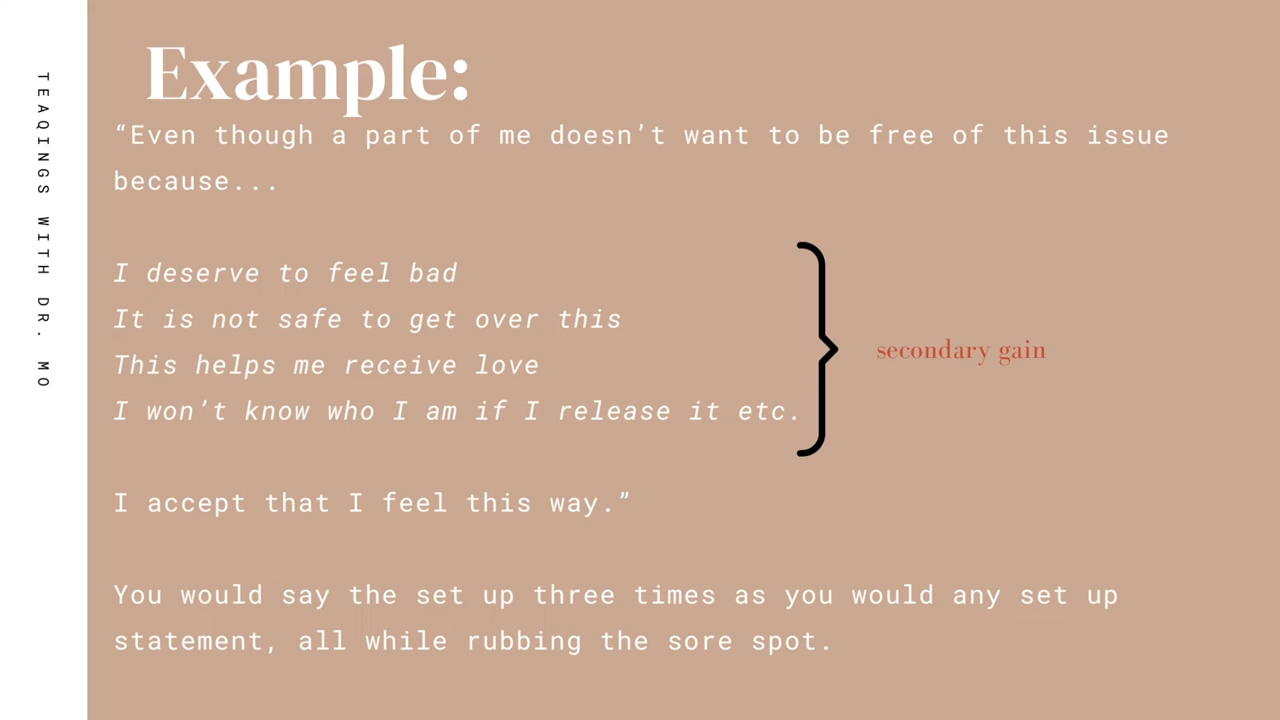 TEAQINGS WITH DR. MO
Example:
“Even though a part of me doesn’t want to be free of this issue
because...
I deserve to feel bad
It is not safe to get over this
This helps me receive love
I won’t know who I am if I release it etc.
secondary gain
I accept that I feel this way.”
You would say the set up three times as you would any set up
statement, all while rubbing the sore spot.